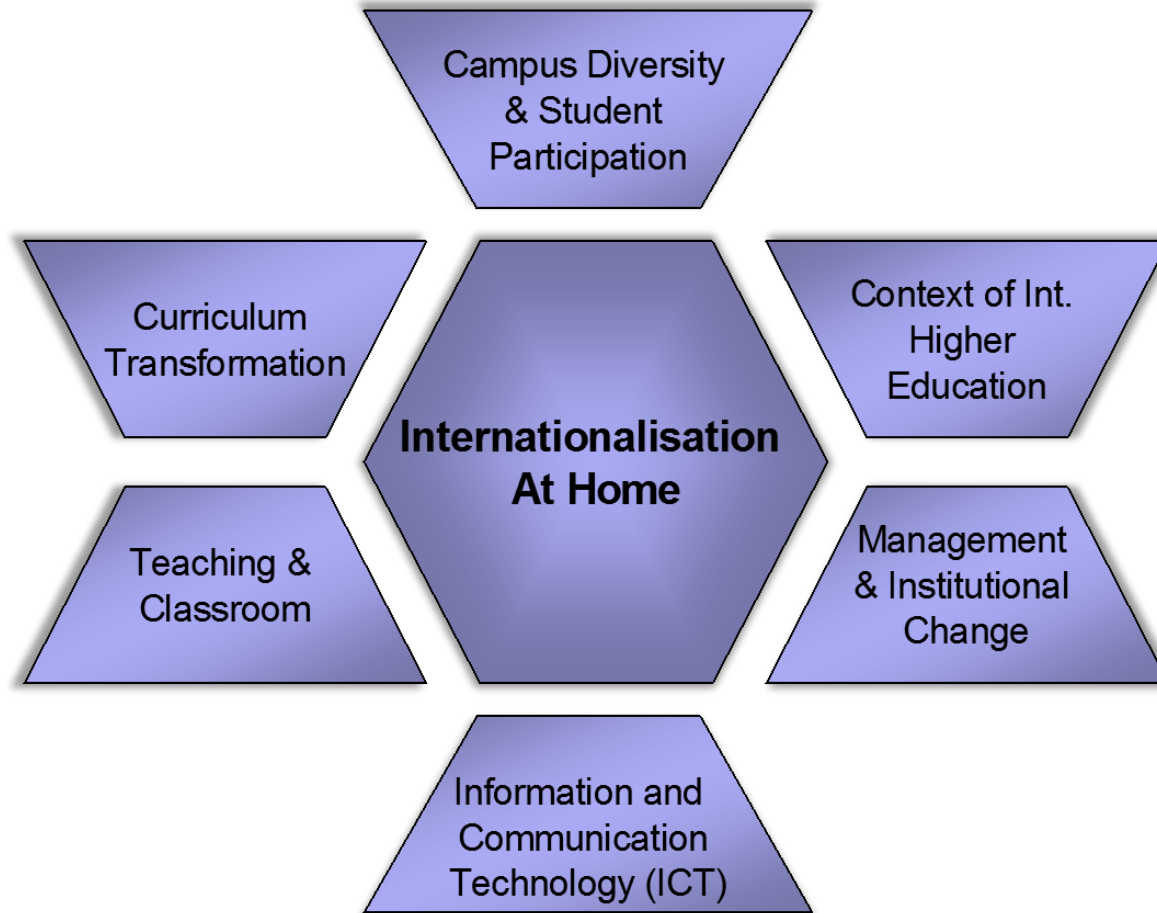 Campus Diversity
& Student
Participation
Curriculum
Transformation
Context of Int.
Higher
Education
Internationalisation
At Home
Teaching &
Classroom
Management
& Institutional
Change
Information and
Communication
Technology (ICT)